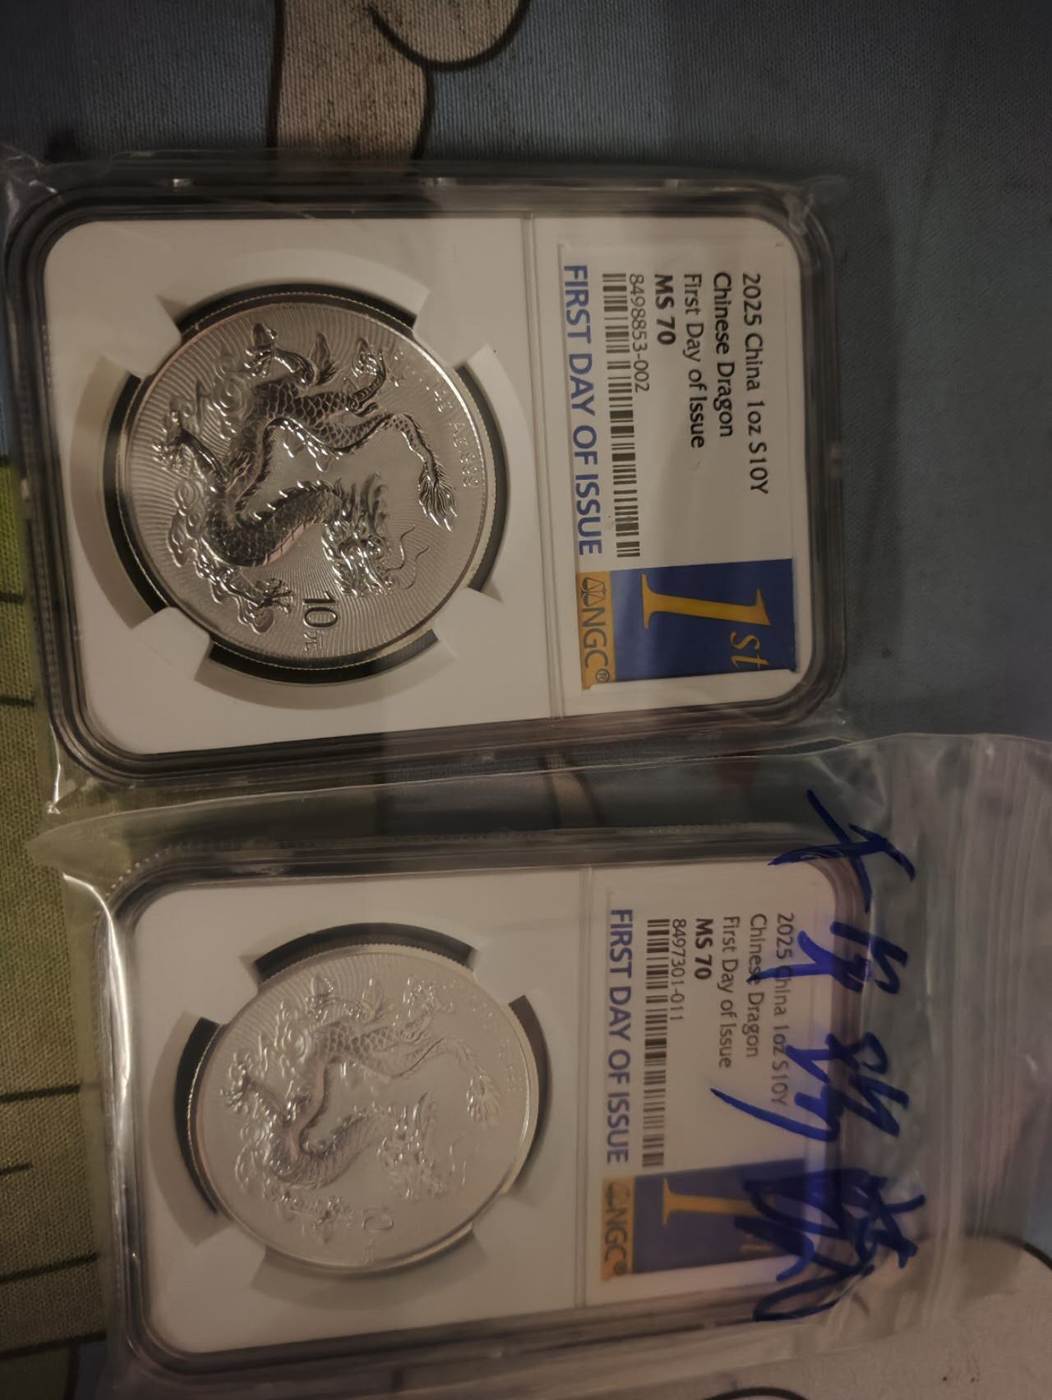 2025 China 1oz S10Y
Chinese Dragon
First Day of Issue
MS 70
8498853-002
FIRST DAY OF ISSUE
1st
NGC®
10元
2025 China 1oz S10Y
Chinese Dragon
First Day of Issue
MS 70
8497301-011
FIRST DAY OF ISSUE
NGC®